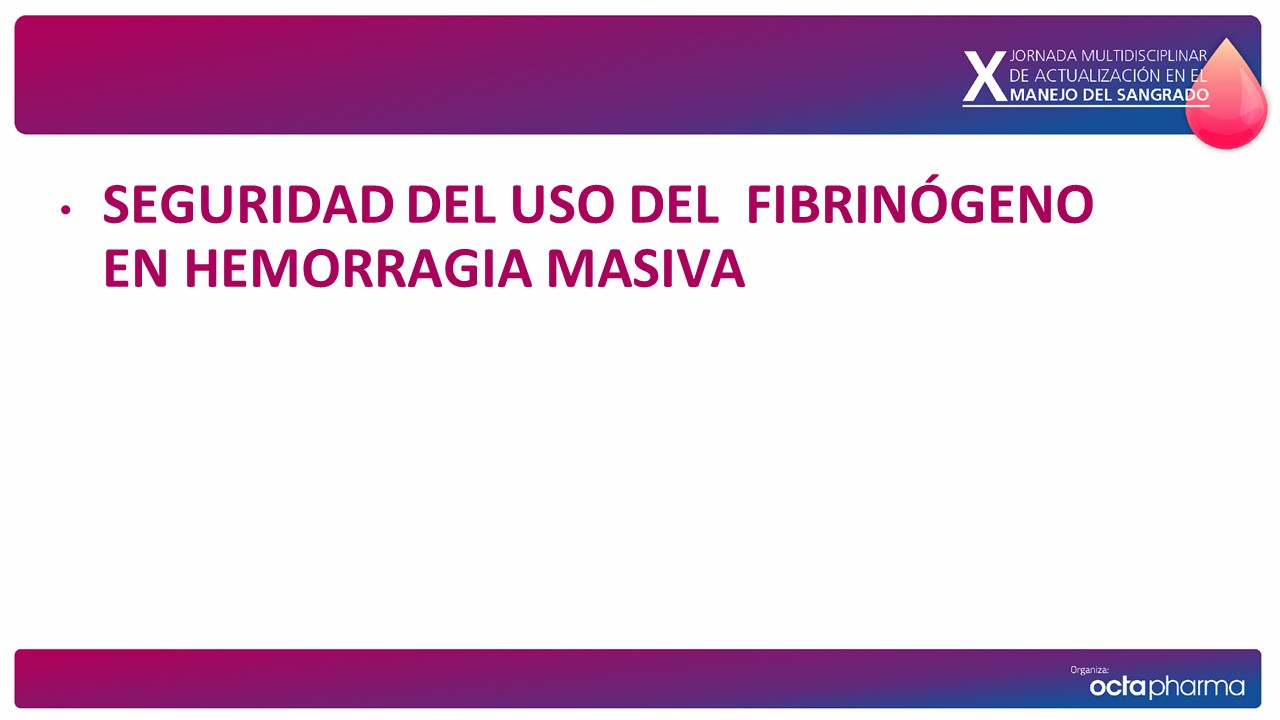 X JORNADA MULTIDISCIPLINAR
DE ACTUALIZACIÓN EN EL
MANEJO DEL SANGRADO
• SEGURIDAD DEL USO DEL FIBRINÓGENO
EN HEMORRAGIA MASIVA
Organiza:
octapharma